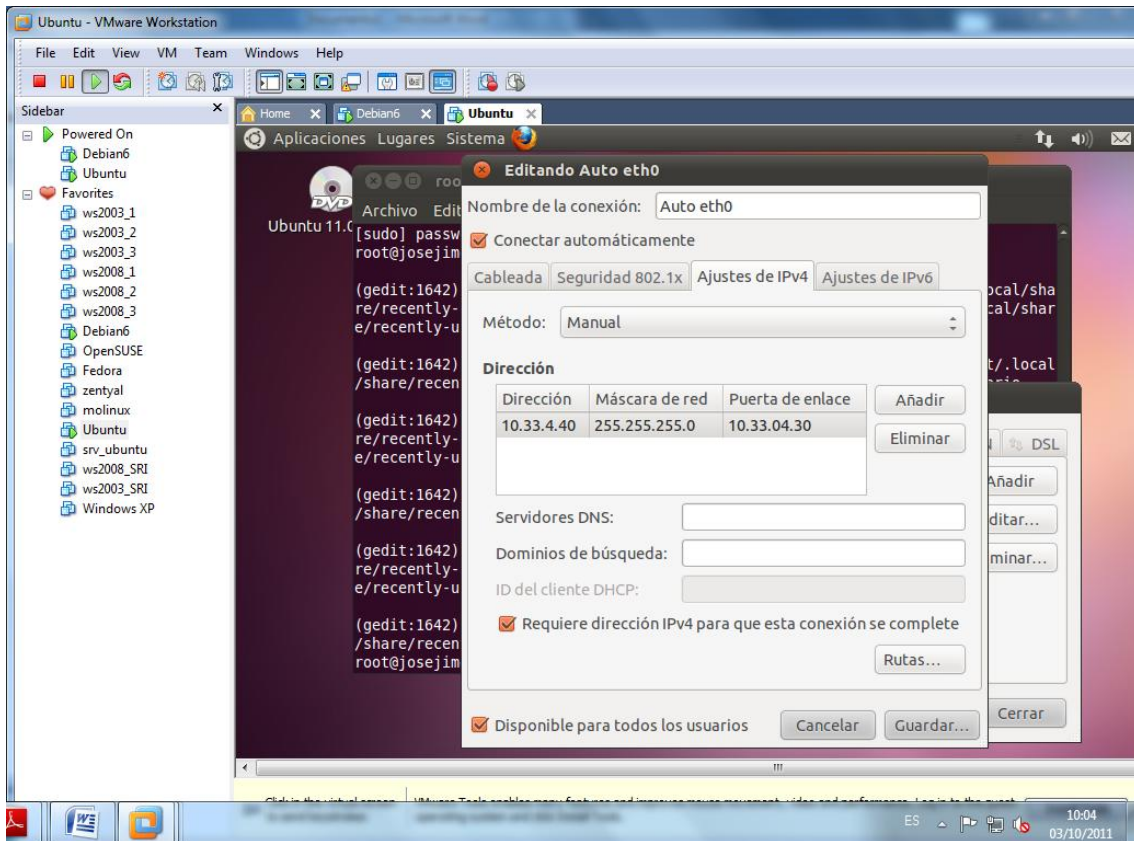 Ubuntu - VMware Workstation
File Edit View VM Team Windows Help
Sidebar
Powered On
Debian6
Ubuntu
Favorites
ws2003_1
ws2003_2
ws2003_3
ws2008_1
ws2008_2
ws2008_3
Debian6
OpenSUSE
Fedora
zentyal
molinux
Ubuntu
srv_ubuntu
ws2008_SRI
ws2003_SRI
Windows XP
Home Debian6 Ubuntu
Aplicaciones Lugares Sistema
DVD
Ubuntu 11.0
roo
Archivo Edit
[sudo] passw
root@josejim
(gedit:1642)
re/recently-
e/recently-u
(gedit:1642)
/share/recen
(gedit:1642)
re/recently-
e/recently-u
(gedit:1642)
/share/recen
(gedit:1642)
re/recently-
e/recently-u
(gedit:1642)
/share/recen
root@josejim
ocal/sha
cal/shar
t/.local
Editando Auto eth0
Nombre de la conexión: Auto eth0
Conectar automáticamente
Cableada Seguridad 802.1x Ajustes de IPv4 Ajustes de IPv6
Método: Manual
Dirección
Dirección Máscara de red Puerta de enlace
10.33.4.40 255.255.255.0 10.33.04.30
Añadir
Eliminar
Servidores DNS:
Dominios de búsqueda:
ID del cliente DHCP:
Requiere dirección IPv4 para que esta conexión se complete
Rutas...
Disponible para todos los usuarios
Cancelar Guardar...
DSL
Añadir
ditar...
minar...
Cerrar
ES
10:04
03/10/2011